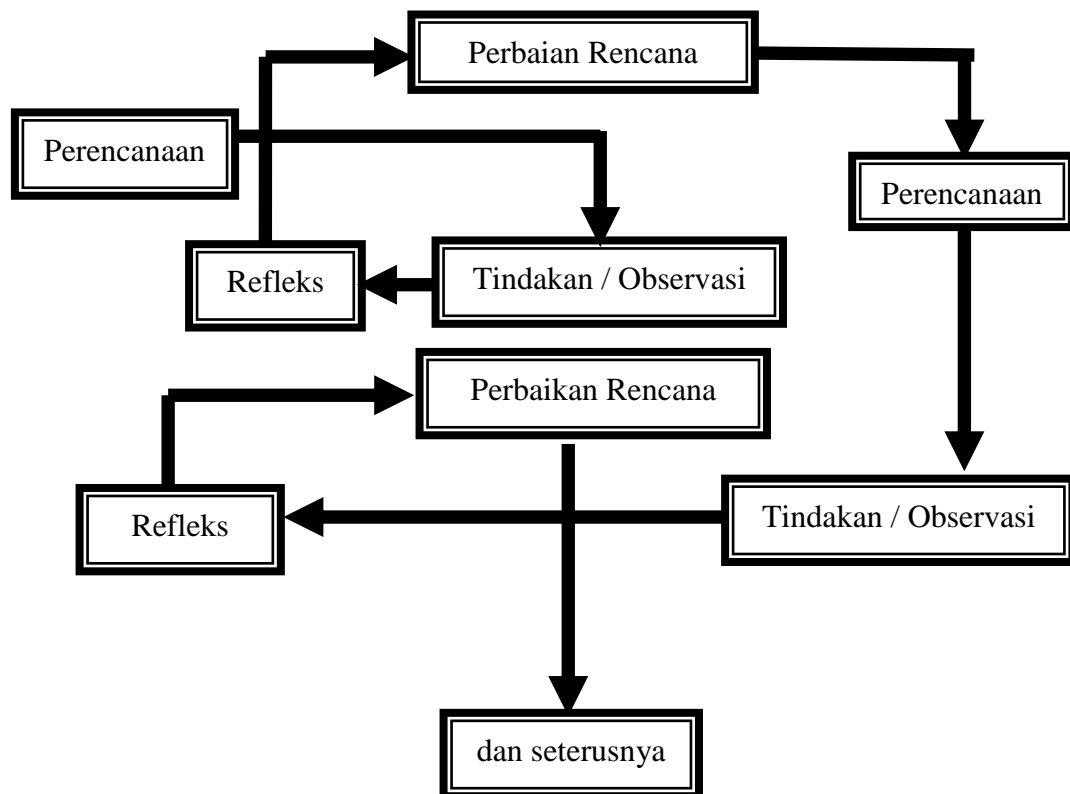 Perbaian Rencana
Perencanaan
Perencanaan
Refleks
Tindakan / Observasi
Perbaikan Rencana
Refleks
Tindakan / Observasi
dan seterusnya